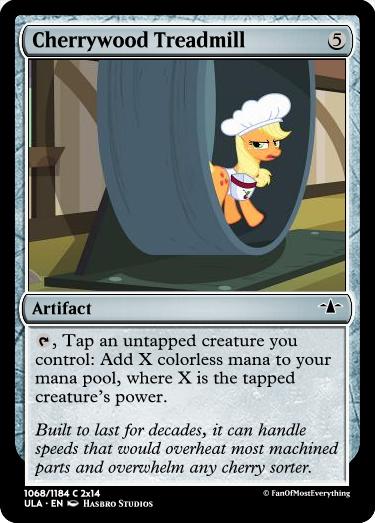 Cherrywood Treadmill 5
Artifact
, Tap an untapped creature you
control: Add X colorless mana to your
mana pool, where X is the tapped
creature's power.
Built to last for decades, it can handle
speeds that would overheat most machined
parts and overwhelm any cherry sorter.
1068/1184 C 2x14
ULA • EN HASBRO STUDIOS
© FanOfMostEverything